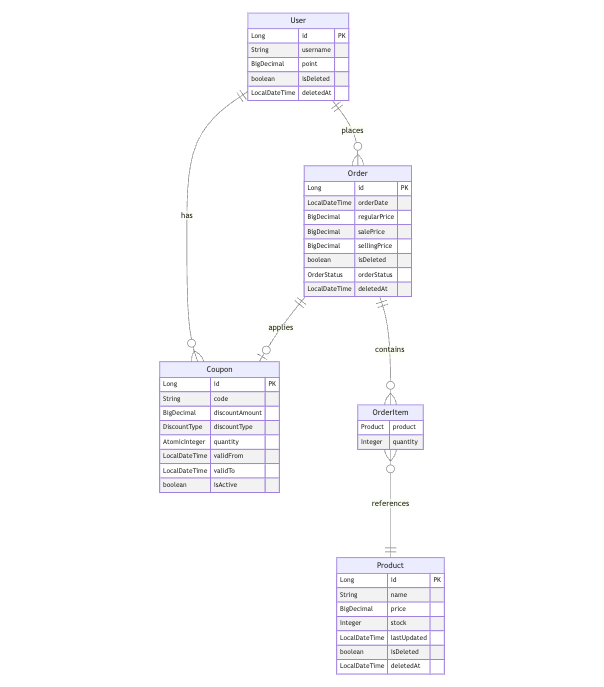 User
Long Id PK
String username
BigDecimal point
boolean IsDeleted
LocalDateTime deletedAt
places
Order
Long id PK
LocalDateTime orderDate
BigDecimal regularPrice
BigDecimal salePrice
BigDecimal sellingPrice
boolean IsDeleted
OrderStatus orderStatus
LocalDateTime deletedAt
has
applies
contains
Coupon
Long Id PK
String code
BigDecimal discountAmount
DiscountType discountType
AtomicInteger quantity
LocalDateTime validFrom
LocalDateTime validTo
boolean IsActive
OrderItem
Product product
Integer quantity
references
Product
Long Id PK
String name
BigDecimal price
Integer stock
LocalDateTime lastUpdated
boolean IsDeleted
LocalDateTime deletedAt